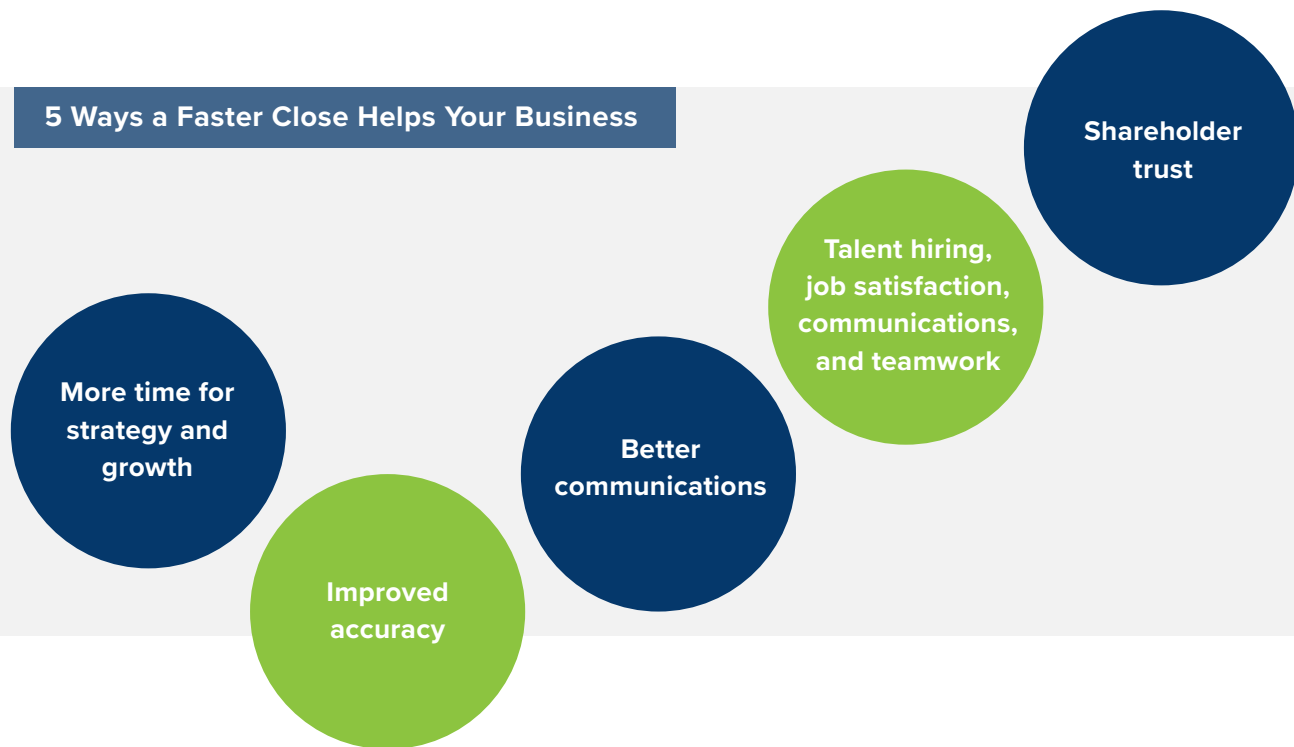 5 Ways a Faster Close Helps Your Business
More time for
strategy and
growth
Improved
accuracy
Better
communications
Talent hiring,
job satisfaction,
communications,
and teamwork
Shareholder
trust